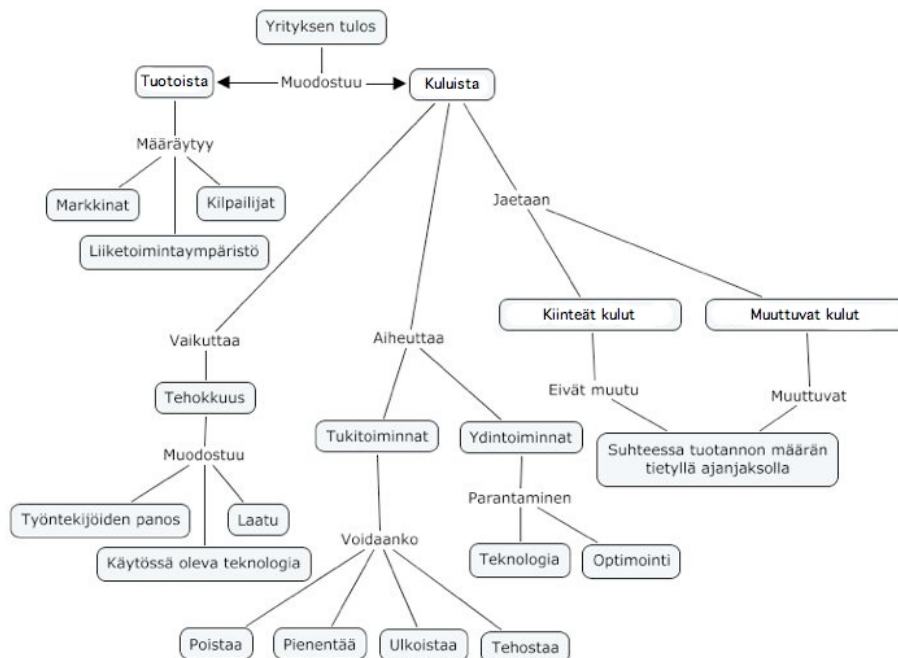 Yrityksen tulos
Tuotoista
Muodostuu
Kuluista
Määräytyy
Markkinat
Kilpailijat
Liiketoimintaympäristö
Jaetaan
Kiinteät kulut
Muuttuvat kulut
Vaikuttaa
Aiheuttaa
Eivät muutu
Muuttuvat
Tehokkuus
Tukitoiminnat
Ydintoiminnat
Suhteessa tuotannon määrän
tietyllä ajanjaksolla
Muodostuu
Parantaminen
Työntekijöiden panos
Laatu
Voidaanko
Käytössä oleva teknologia
Teknologia
Optimointi
Poistaa
Pienentää
Ulkoistaa
Tehostaa